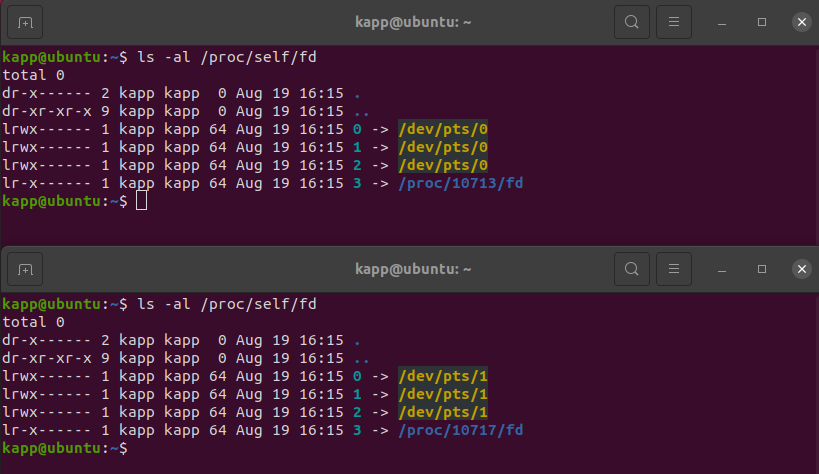 kapp@ubuntu: ~
kapp@ubuntu:~$ ls -al /proc/self/fd
total 0
dr-x------ 2 kapp kapp  0 Aug 19 16:15 .
dr-xr-xr-x 9 kapp kapp  0 Aug 19 16:15 ..
lrwx------ 1 kapp kapp 64 Aug 19 16:15 0 -> /dev/pts/0
lrwx------ 1 kapp kapp 64 Aug 19 16:15 1 -> /dev/pts/0
lrwx------ 1 kapp kapp 64 Aug 19 16:15 2 -> /dev/pts/0
lr-x------ 1 kapp kapp 64 Aug 19 16:15 3 -> /proc/10713/fd
kapp@ubuntu:~$
kapp@ubuntu: ~
kapp@ubuntu:~$ ls -al /proc/self/fd
total 0
dr-x------ 2 kapp kapp  0 Aug 19 16:15 .
dr-xr-xr-x 9 kapp kapp  0 Aug 19 16:15 ..
lrwx------ 1 kapp kapp 64 Aug 19 16:15 0 -> /dev/pts/1
lrwx------ 1 kapp kapp 64 Aug 19 16:15 1 -> /dev/pts/1
lrwx------ 1 kapp kapp 64 Aug 19 16:15 2 -> /dev/pts/1
lr-x------ 1 kapp kapp 64 Aug 19 16:15 3 -> /proc/10717/fd
kapp@ubuntu:~$